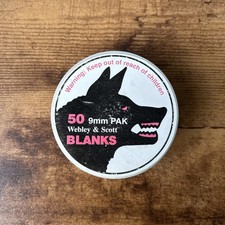 Warning: Keep out of reach of children
50 9mm PAK
Webley & Scott
BLANKS